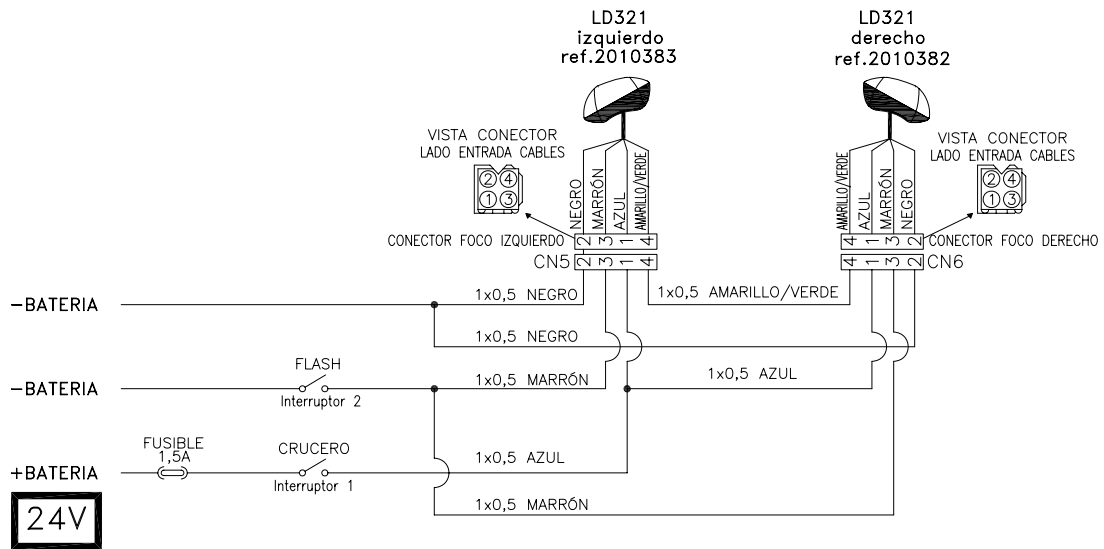 LD321
izquierdo
ref.2010383
LD321
derecho
ref.2010382
VISTA CONECTOR
LADO ENTRADA CABLES
2 4
1 3
VISTA CONECTOR
LADO ENTRADA CABLES
2 4
1 3
NEGRO
MARRÓN
AZUL
AMARILLO/VERDE
AMARILLO/VERDE
AZUL
MARRÓN
NEGRO
CONECTOR FOCO IZQUIERDO
2 3 1 4
4 1 3 2
CONECTOR FOCO DERECHO
CN5
2 3 1 4
4 1 3 2
CN6
-BATERIA
1x0,5 NEGRO
1x0,5 AMARILLO/VERDE
1x0,5 NEGRO
-BATERIA
FLASH
Interruptor 2
1x0,5 MARRÓN
1x0,5 AZUL
+BATERIA
FUSIBLE
1,5A
CRUCERO
Interruptor 1
1x0,5 AZUL
1x0,5 MARRÓN
24V